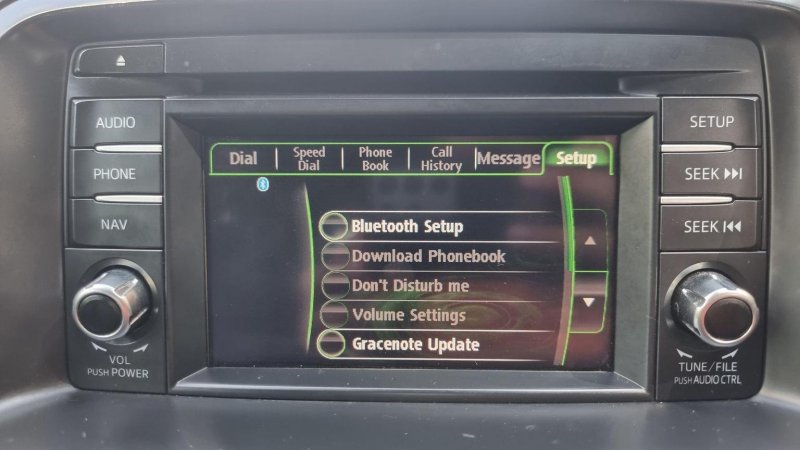 AUDIO
PHONE
NAV
VOL
PUSH POWER
Dial
Speed
Dial
Phone
Book
Call
History
Message
Setup
Bluetooth Setup
Download Phonebook
Don't Disturb me
Volume Settings
Gracenote Update
SETUP
SEEK
SEEK
TUNE/FILE
PUSH AUDIO CTRL